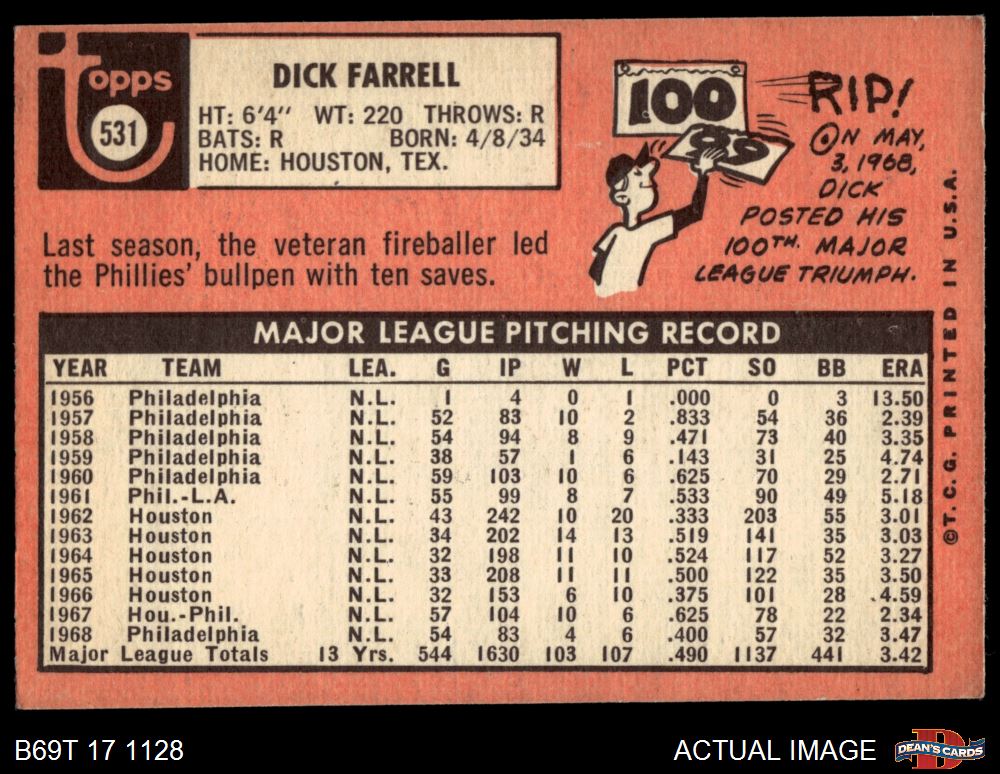 topps
531
DICK FARRELL
HT: 6'4" WT: 220 THROWS: R
BATS: R BORN: 4/8/34
HOME: HOUSTON, TEX.
Last season, the veteran fireballer led
the Phillies' bullpen with ten saves.
100
99
RIP!
ON MAY,
3, 1968,
DICK
POSTED HIS
100TH. MAJOR
LEAGUE TRIUMPH.
MAJOR LEAGUE PITCHING RECORD
YEAR TEAM LEA. G IP W L PCT SO BB ERA
1956 Philadelphia N.L. 1 4 0 1 .000 0 3 13.50
1957 Philadelphia N.L. 52 83 10 2 .833 54 36 2.39
1958 Philadelphia N.L. 54 94 8 9 .471 73 40 3.35
1959 Philadelphia N.L. 38 57 1 6 .143 31 25 4.74
1960 Philadelphia N.L. 59 103 10 6 .625 70 29 2.71
1961 Phil.-L.A. N.L. 55 99 8 7 .533 90 49 5.18
1962 Houston N.L. 43 242 10 20 .333 203 55 3.01
1963 Houston N.L. 34 202 14 13 .519 141 35 3.03
1964 Houston N.L. 32 198 11 10 .524 117 52 3.27
1965 Houston N.L. 33 208 11 11 .500 122 35 3.50
1966 Houston N.L. 32 153 6 10 .375 101 28 4.59
1967 Hou.-Phil. N.L. 57 104 10 6 .625 78 22 2.34
1968 Philadelphia N.L. 54 83 4 6 .400 57 32 3.47
Major League Totals 13 Yrs. 544 1630 103 107 .490 1137 441 3.42
©T. C. G. PRINTED IN U.S.A.
B69T 17 1128
ACTUAL IMAGE
DEAN'S CARDS